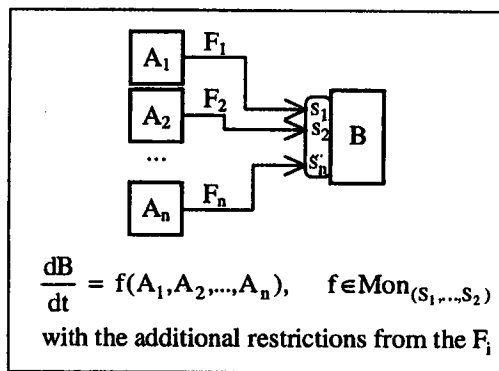 A₁ F₁
A₂ F₂ s₁ s₂ B
...
Aₙ Fₙ sₙ
dB/dt = f(A₁,A₂,...,Aₙ), f∈Mon₍S₁,...,S₂₎
with the additional restrictions from the Fᵢ